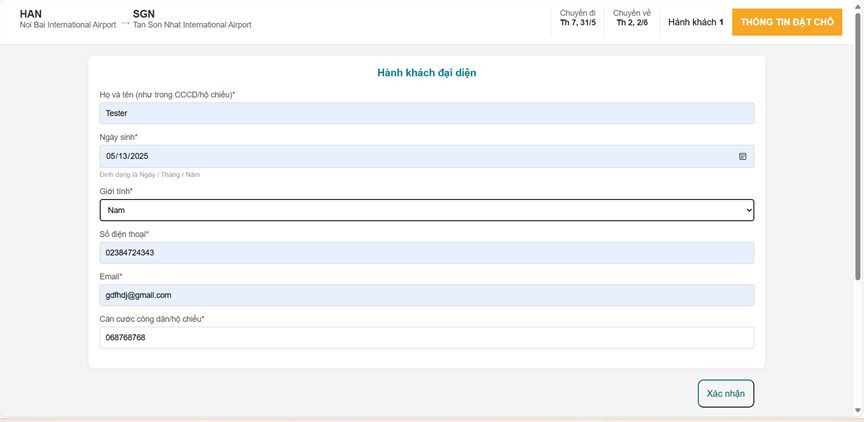 HAN
Noi Bai International Airport
→
SGN
Tan Son Nhat International Airport
Chuyến đi
Th 7, 31/5
Chuyến về
Th 2, 2/6
Hành khách 1
THÔNG TIN ĐẶT CHỖ
Hành khách đại diện
Họ và tên (như trong CCCD/hộ chiếu)*
Tester
Ngày sinh*
05/13/2025
Định dạng là Ngày / Tháng / Năm
Giới tính*
Nam
Số điện thoại*
02384724343
Email*
gdfhdj@gmail.com
Căn cước công dân/hộ chiếu*
068768768
Xác nhận